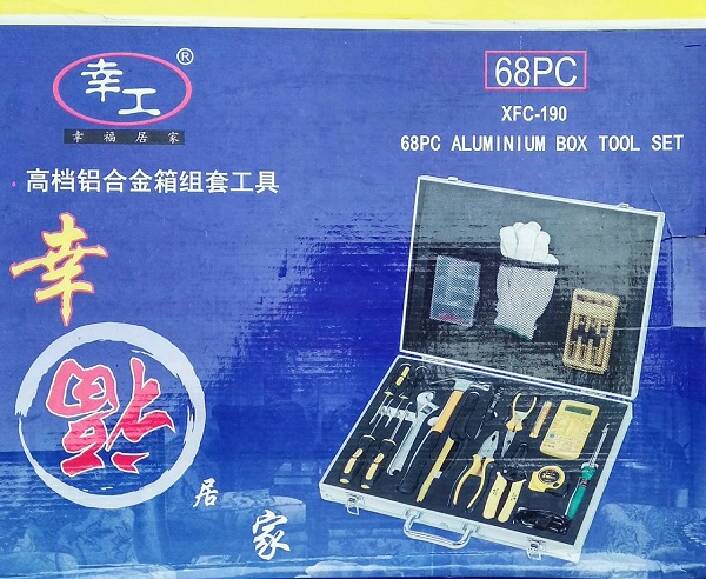 幸工®
幸福居家
68PC
XFC-190
68PC ALUMINIUM BOX TOOL SET
高档铝合金箱组套工具
幸
福
居
家